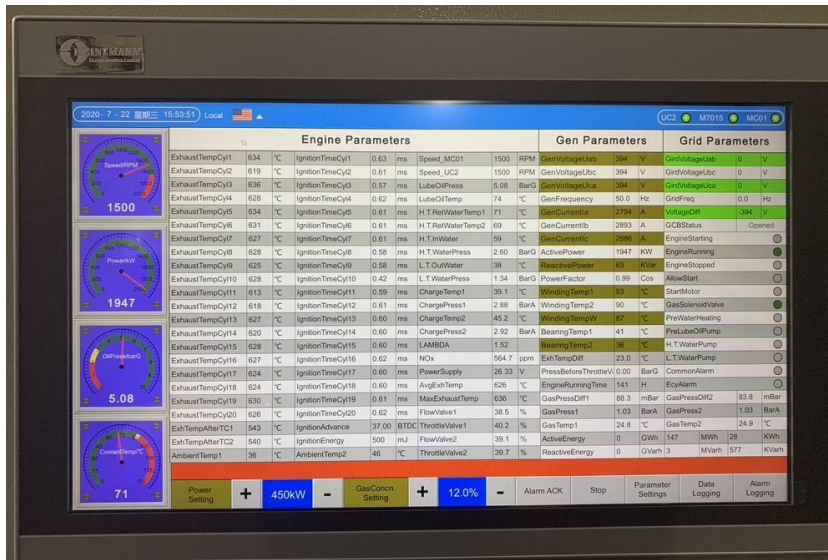 HEINZMANN
2020- 7 - 22 星期三 15.53:51) Local
UC2 M7015 MC01
Engine Parameters Gen Parameters Grid Parameters
ExhaustTempCyl1 634 ℃ IgnitionTimeCyl1 0.63 ms Speed_MC01 1500 RPM GenVoltageUab 394 V GirdVoltageUab 0 V
ExhaustTempCyl2 619 ℃ IgnitionTimeCyl2 0.61 ms Speed_UC2 1500 RPM GenVoltageUbc 394 V GirdVoltageUbc 0 V
ExhaustTempCyl3 636 ℃ IgnitionTimeCyl3 0.57 ms LubeOilPress 5.08 BarG GenVoltageUca 394 V GirdVoltageUca 0 V
ExhaustTempCyl4 628 ℃ IgnitionTimeCyl4 0.62 ms LubeOilTemp 74 ℃ GenFrequency 50.0 Hz GridFreq 0.0 Hz
ExhaustTempCyl5 634 ℃ IgnitionTimeCyl5 0.61 ms H.T.RetWaterTemp1 71 ℃ GenCurrentIa 2794 A VoltageDiff -394 V
ExhaustTempCyl6 631 ℃ IgnitionTimeCyl6 0.61 ms H.T.RetWaterTemp2 69 ℃ GenCurrentIb 2893 A GCBStatus Opened
ExhaustTempCyl7 627 ℃ IgnitionTimeCyl7 0.61 ms H.T.InWater 59 ℃ GenCurrentIc 2886 A EngineStarting
ExhaustTempCyl8 628 ℃ IgnitionTimeCyl8 0.58 ms H.T.WaterPress 2.60 BarG ActivePower 1947 KW EngineRunning
ExhaustTempCyl9 625 ℃ IgnitionTimeCyl9 0.58 ms L.T.OutWater 38 ℃ ReactivePower 63 KVar EngineStopped
ExhaustTempCyl10 628 ℃ IgnitionTimeCyl10 0.42 ms L.T.WaterPress 1.34 BarG PowerFactor 0.99 Cos AllowStart
ExhaustTempCyl11 613 ℃ IgnitionTimeCyl11 0.59 ms ChargeTemp1 39.1 ℃ WindingTemp1 93 ℃ StartMotor
ExhaustTempCyl12 618 ℃ IgnitionTimeCyl12 0.61 ms ChargePress1 2.88 BarA WindingTemp2 90 ℃ GasSolenoidValve
ExhaustTempCyl13 627 ℃ IgnitionTimeCyl13 0.60 ms ChargeTemp2 45.2 ℃ WindingTempW 87 ℃ PreWaterHeating
ExhaustTempCyl14 620 ℃ IgnitionTimeCyl14 0.60 ms ChargePress2 2.92 BarA BearingTemp1 41 ℃ PreLubeOilPump
ExhaustTempCyl15 628 ℃ IgnitionTimeCyl15 0.60 ms LAMBDA 1.52 BearingTemp2 36 ℃ H.T.WaterPump
ExhaustTempCyl16 627 ℃ IgnitionTimeCyl16 0.62 ms NOx 564.7 ppm ExhTempDiff 23.0 ℃ L.T.WaterPump
ExhaustTempCyl17 624 ℃ IgnitionTimeCyl17 0.60 ms PowerSupply 26.33 V PressBeforeThrottleV 0.00 BarG CommonAlarm
ExhaustTempCyl18 624 ℃ IgnitionTimeCyl18 0.60 ms AvgExhTemp 626 ℃ EngineRunningTime 141 H EcyAlarm
ExhaustTempCyl19 630 ℃ IgnitionTimeCyl19 0.61 ms MaxExhaustTemp 636 ℃ GasPressDiff1 88.3 mBar GasPressDiff2 83.8 mBar
ExhaustTempCyl20 626 ℃ IgnitionTimeCyl20 0.62 ms FlowValve1 38.5 % GasPress1 1.03 BarA GasPress2 1.03 BarA
ExhTempAfterTC1 543 ℃ IgnitionAdvance 37.00 BTDC ThrottleValve1 40.2 % GasTemp1 24.8 ℃ GasTemp2 24.9 ℃
ExhTempAfterTC2 540 ℃ IgnitionEnergy 500 mJ FlowValve2 39.1 % ActiveEnergy 0 GWh 147 MWh 28 KWh
AmbientTemp1 36 ℃ AmbientTemp2 46 ℃ ThrottleValve2 39.7 % ReactiveEnergy 0 GVarh 3 MVarh 577 KVarh
Speed/RPM
1500
Power/kW
1947
OilPress/barG
5.08
CoolantTemp/℃
71
Power Setting + 450kW - GasConcn. Setting + 12.0% - Alarm ACK Stop Parameter Settings Data Logging Alarm Logging